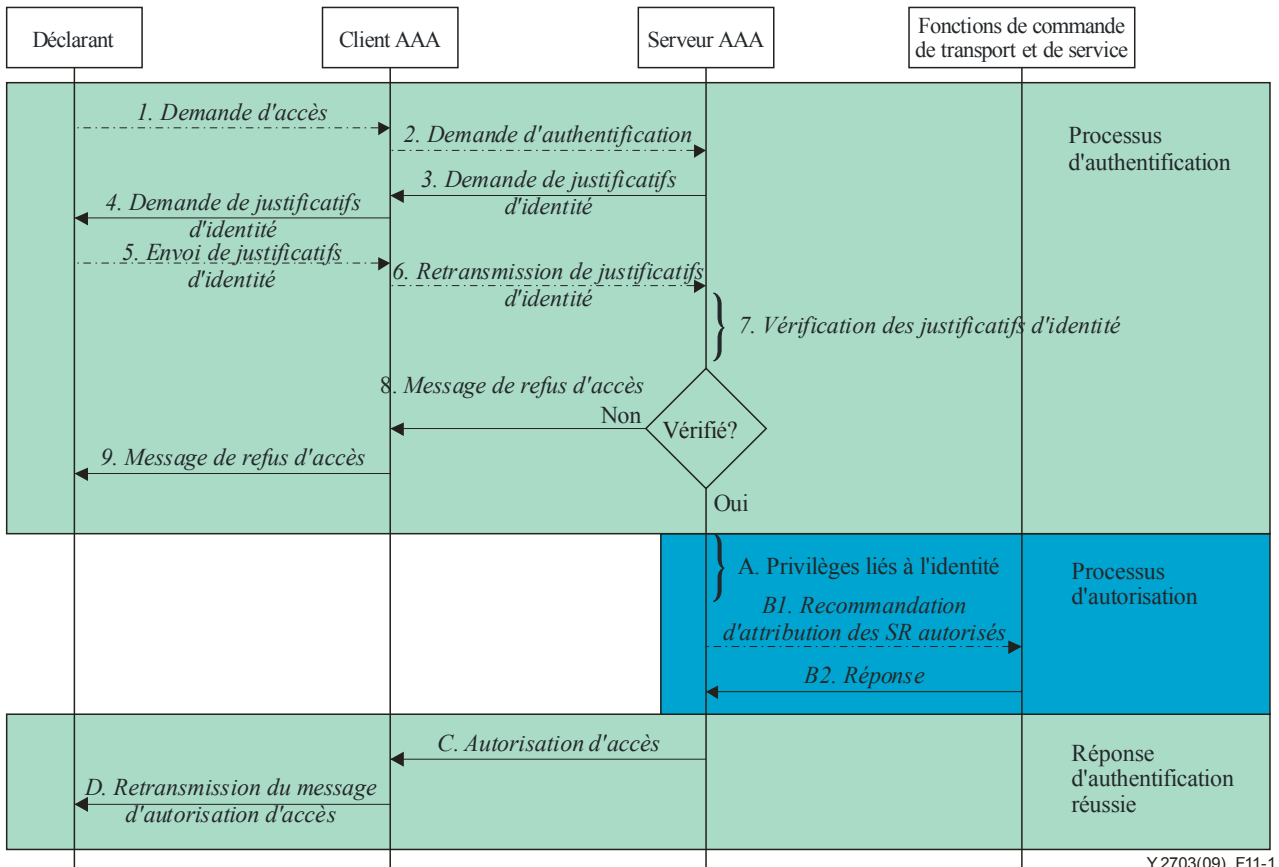 Déclarant
Client AAA
Serveur AAA
Fonctions de commande
de transport et de service
1. Demande d'accès
2. Demande d'authentification
Processus
d'authentification
3. Demande de justificatifs
d'identité
4. Demande de justificatifs
d'identité
5. Envoi de justificatifs
d'identité
6. Retransmission de justificatifs
d'identité
7. Vérification des justificatifs d'identité
8. Message de refus d'accès
Non
Vérifié?
9. Message de refus d'accès
Oui
A. Privilèges liés à l'identité
Processus
d'autorisation
B1. Recommandation
d'attribution des SR autorisés
B2. Réponse
C. Autorisation d'accès
Réponse
d'authentification
réussie
D. Retransmission du message
d'autorisation d'accès
Y.2703(09)_F11-1